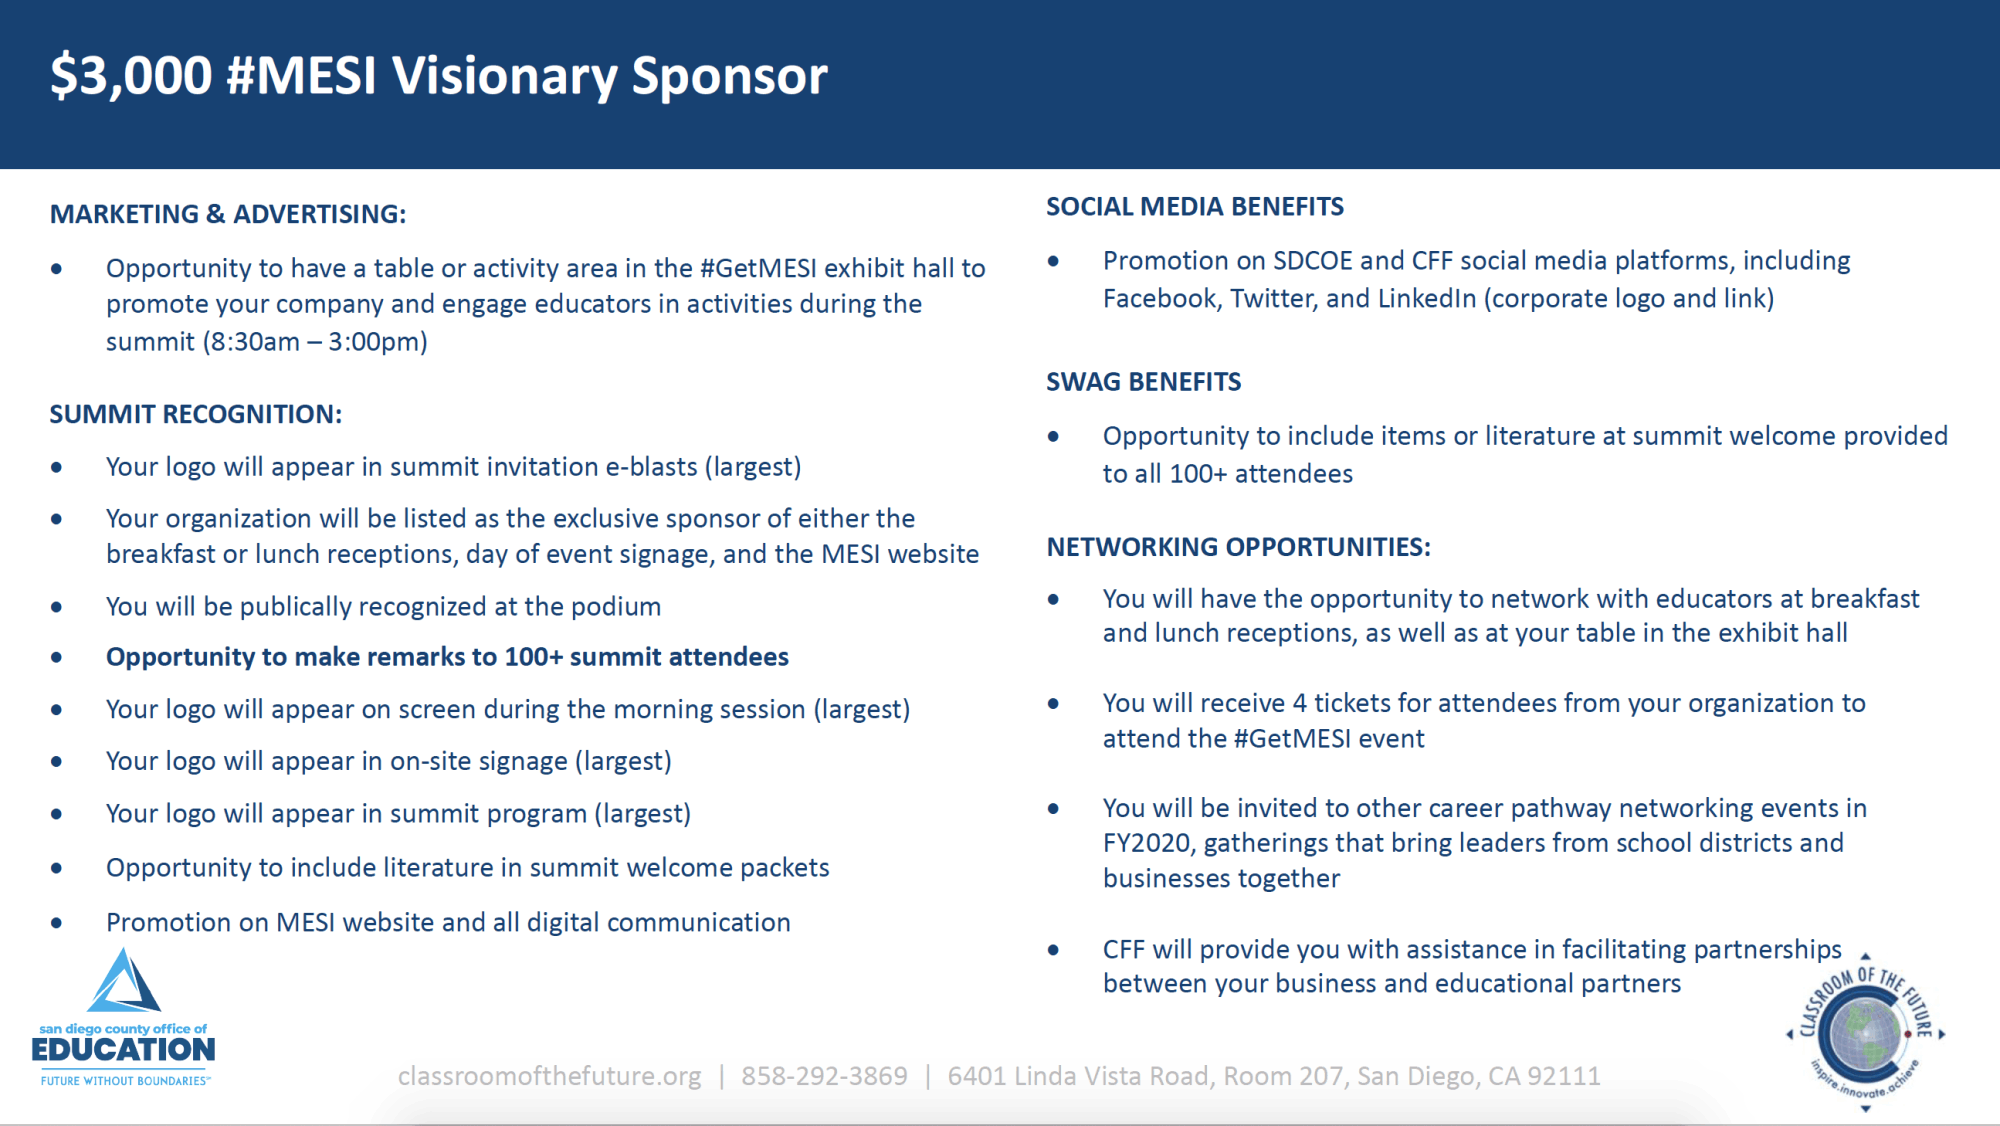 $3,000 #MESI Visionary Sponsor
MARKETING & ADVERTISING:
• Opportunity to have a table or activity area in the #GetMESI exhibit hall to
promote your company and engage educators in activities during the
summit (8:30am – 3:00pm)
SUMMIT RECOGNITION:
• Your logo will appear in summit invitation e-blasts (largest)
• Your organization will be listed as the exclusive sponsor of either the
breakfast or lunch receptions, day of event signage, and the MESI website
• You will be publically recognized at the podium
• Opportunity to make remarks to 100+ summit attendees
• Your logo will appear on screen during the morning session (largest)
• Your logo will appear in on-site signage (largest)
• Your logo will appear in summit program (largest)
• Opportunity to include literature in summit welcome packets
• Promotion on MESI website and all digital communication
SOCIAL MEDIA BENEFITS
• Promotion on SDCOE and CFF social media platforms, including
Facebook, Twitter, and LinkedIn (corporate logo and link)
SWAG BENEFITS
• Opportunity to include items or literature at summit welcome provided
to all 100+ attendees
NETWORKING OPPORTUNITIES:
• You will have the opportunity to network with educators at breakfast
and lunch receptions, as well as at your table in the exhibit hall
• You will receive 4 tickets for attendees from your organization to
attend the #GetMESI event
• You will be invited to other career pathway networking events in
FY2020, gatherings that bring leaders from school districts and
businesses together
• CFF will provide you with assistance in facilitating partnerships
between your business and educational partners
san diego county office of
EDUCATION
FUTURE WITHOUT BOUNDARIES℠
classroomofthefuture.org | 858-292-3869 | 6401 Linda Vista Road, Room 207, San Diego, CA 92111
CLASSROOM OF THE FUTURE
inspire.innovate.achieve